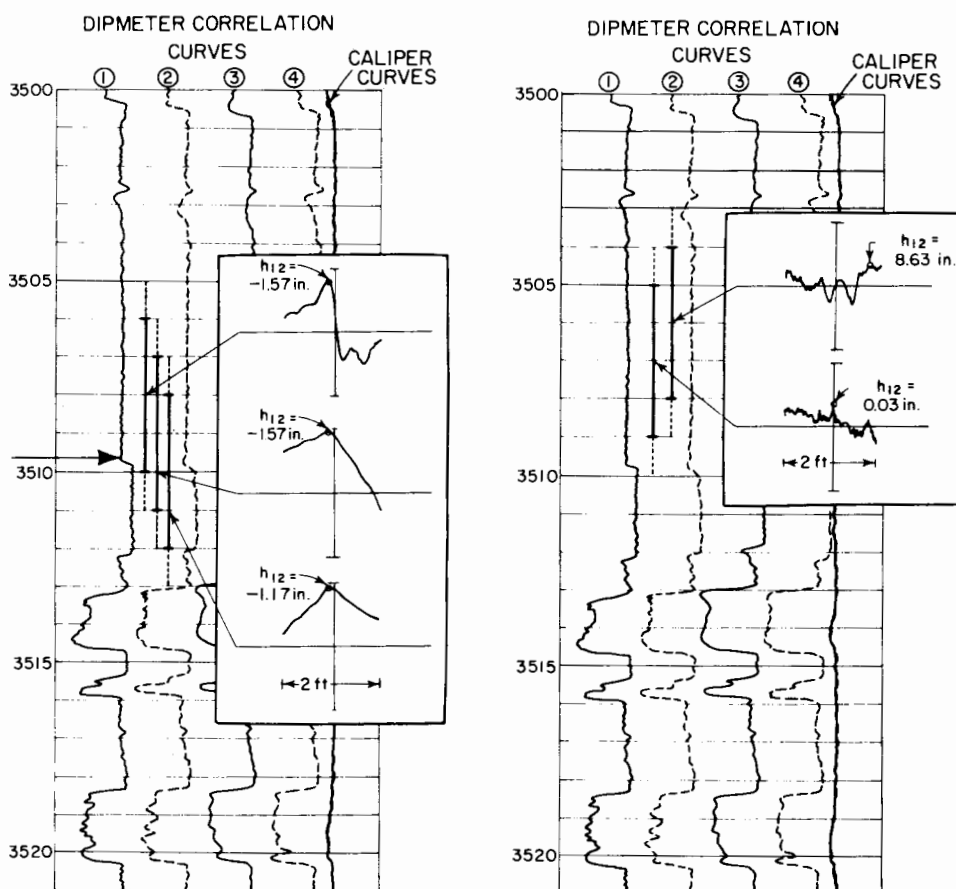 DIPMETER CORRELATION
CURVES
① ② ③ ④
CALIPER
CURVES
3500
3505
3510
3515
3520
h12 =
-1.57 in.
h12 =
-157 in.
h12 =
-1.17 in.
2 ft
DIPMETER CORRELATION
CURVES
① ② ③ ④
CALIPER
CURVES
3500
3505
3510
3515
3520
h12 =
8.63 in.
h12 =
0.03 in.
2 ft